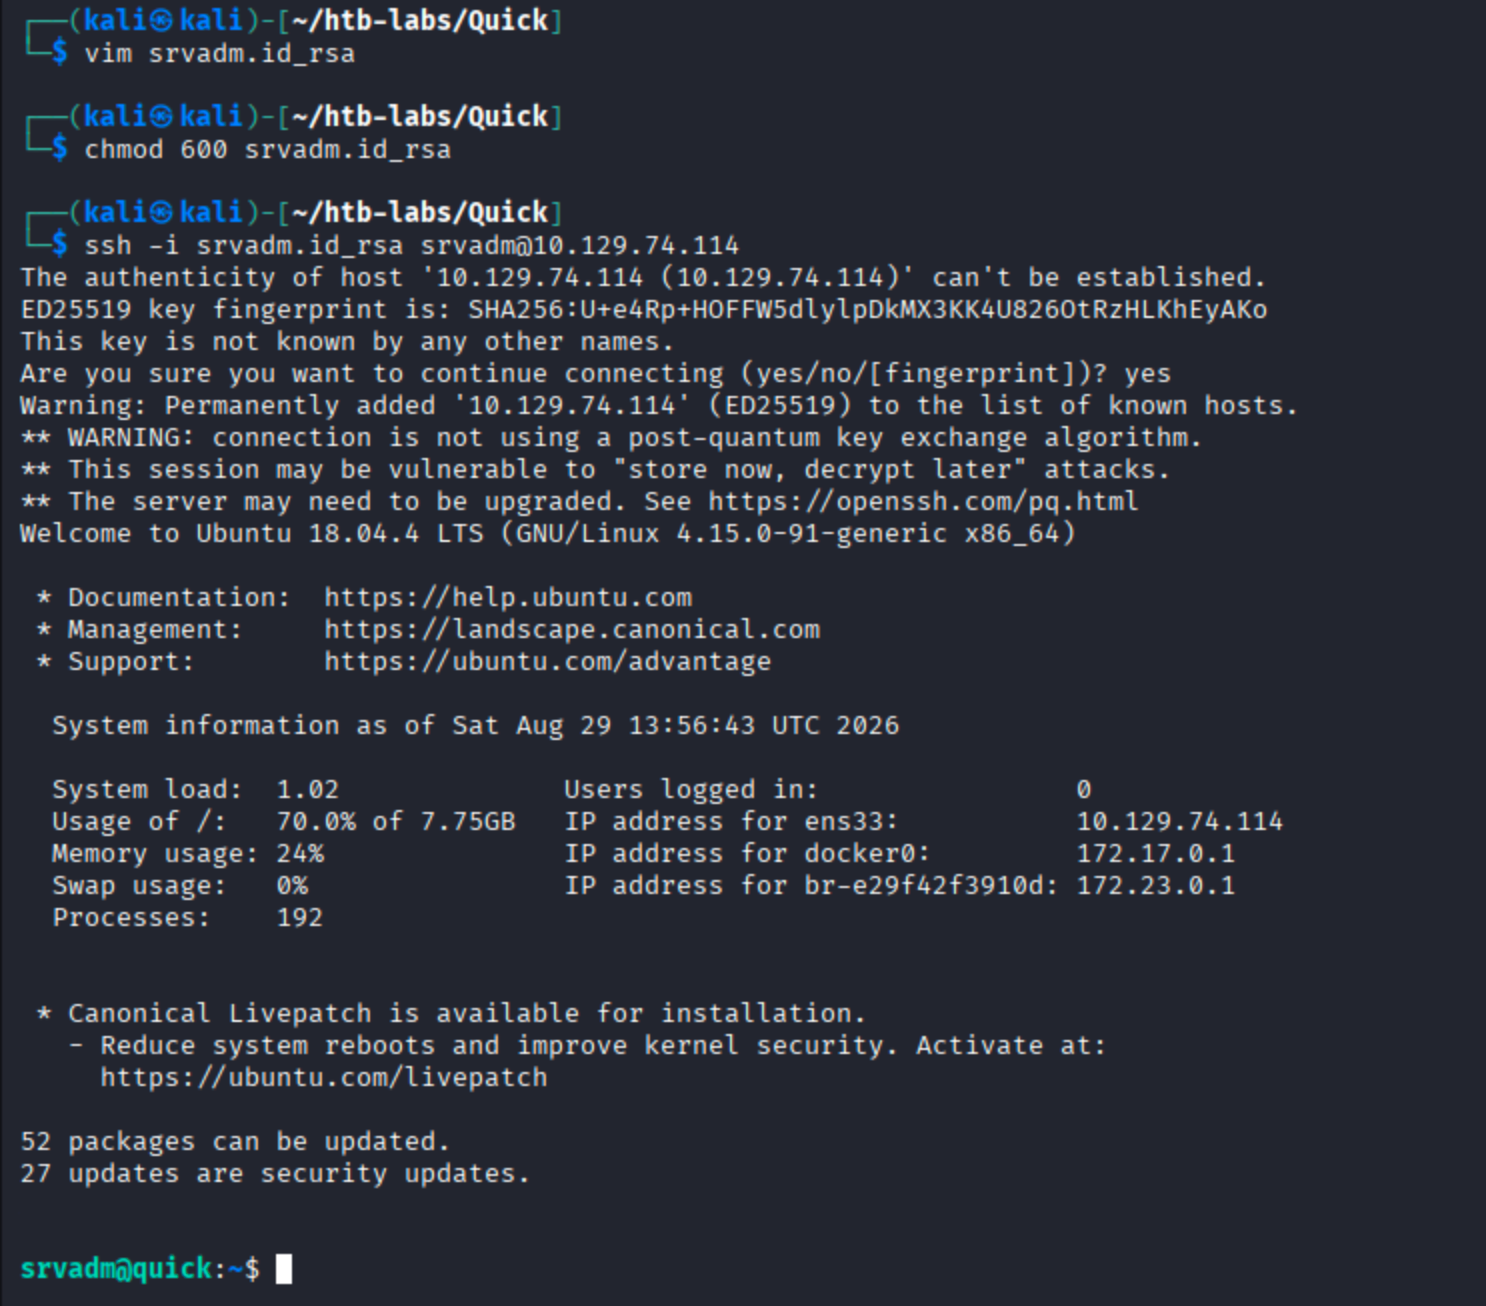 ┌──(kali㉿kali)-[~/htb-labs/Quick]
└─$ vim srvadm.id_rsa
┌──(kali㉿kali)-[~/htb-labs/Quick]
└─$ chmod 600 srvadm.id_rsa
┌──(kali㉿kali)-[~/htb-labs/Quick]
└─$ ssh -i srvadm.id_rsa srvadm@10.129.74.114
The authenticity of host '10.129.74.114 (10.129.74.114)' can't be established.
ED25519 key fingerprint is: SHA256:U+e4Rp+HOFFW5dlylpDkMX3KK4U826OtRzHLKhEyAKo
This key is not known by any other names.
Are you sure you want to continue connecting (yes/no/[fingerprint])? yes
Warning: Permanently added '10.129.74.114' (ED25519) to the list of known hosts.
** WARNING: connection is not using a post-quantum key exchange algorithm.
** This session may be vulnerable to "store now, decrypt later" attacks.
** The server may need to be upgraded. See https://openssh.com/pq.html
Welcome to Ubuntu 18.04.4 LTS (GNU/Linux 4.15.0-91-generic x86_64)
 * Documentation:  https://help.ubuntu.com
 * Management:     https://landscape.canonical.com
 * Support:        https://ubuntu.com/advantage
  System information as of Sat Aug 29 13:56:43 UTC 2026
  System load:  1.02              Users logged in:                0
  Usage of /:   70.0% of 7.75GB   IP address for ens33:           10.129.74.114
  Memory usage: 24%               IP address for docker0:         172.17.0.1
  Swap usage:   0%                IP address for br-e29f42f3910d: 172.23.0.1
  Processes:    192
 * Canonical Livepatch is available for installation.
   - Reduce system reboots and improve kernel security. Activate at:
     https://ubuntu.com/livepatch
52 packages can be updated.
27 updates are security updates.
srvadm@quick:~$